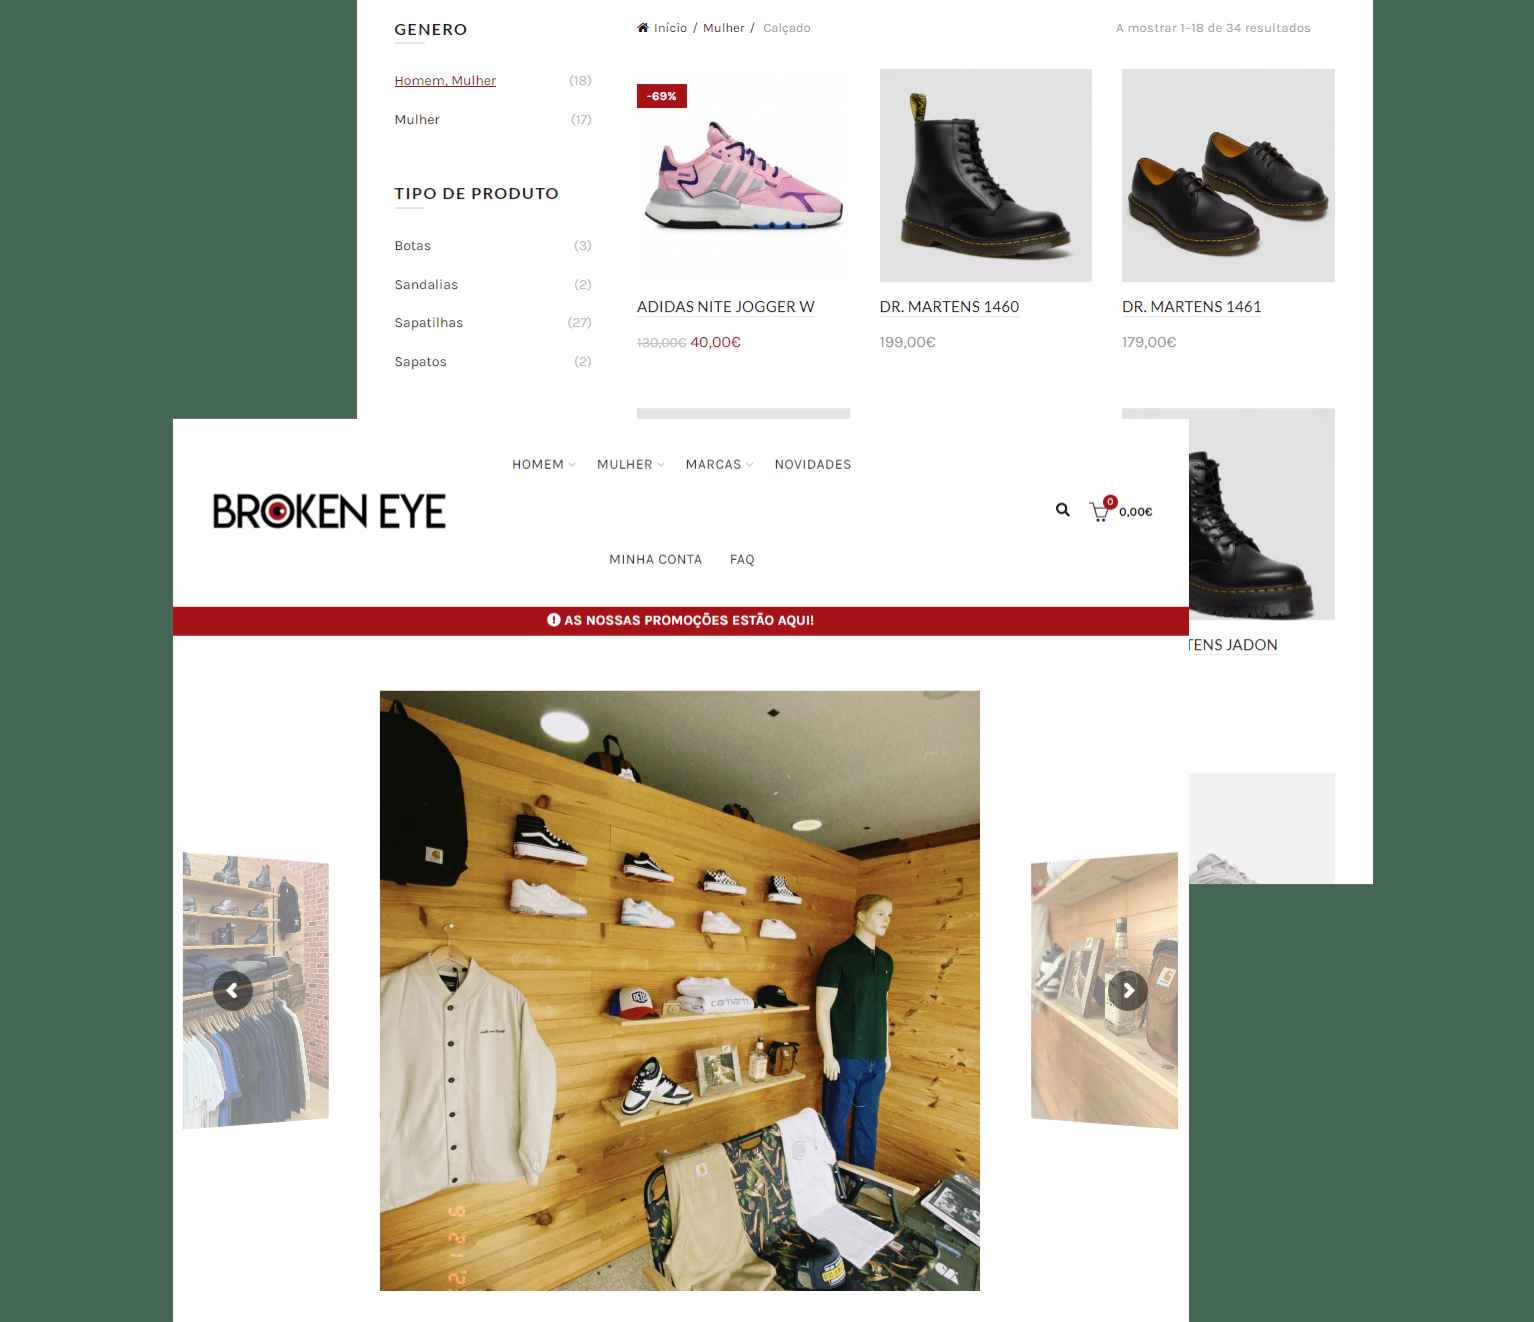 GENERO
Homem, Mulher (18)
Mulher (17)
TIPO DE PRODUTO
Botas (3)
Sandalias (2)
Sapatilhas (27)
Sapatos (2)
Início / Mulher / Calçado
A mostrar 1–18 de 34 resultados
-69%
ADIDAS NITE JOGGER W
130,00€ 40,00€
DR. MARTENS 1460
199,00€
DR. MARTENS 1461
179,00€
TENS JADON
HOMEM MULHER MARCAS NOVIDADES
BROKEN EYE
0
0,00€
MINHA CONTA FAQ
AS NOSSAS PROMOÇÕES ESTÃO AQUI!
carhartt